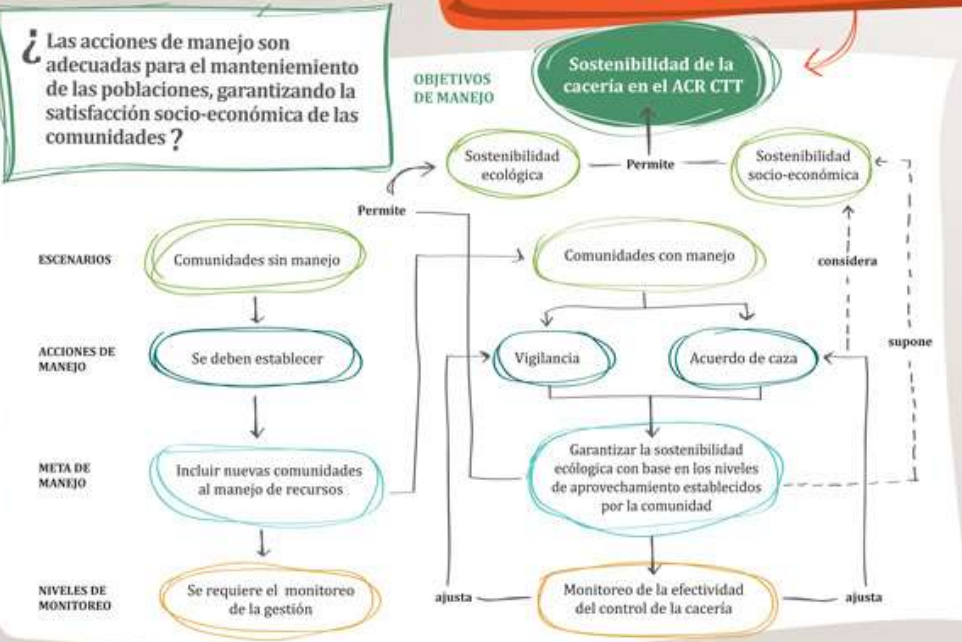 ¿ Las acciones de manejo son
adecuadas para el manteniemiento
de las poblaciones, garantizando la
satisfacción socio-económica de las
comunidades ?
OBJETIVOS
DE MANEJO
Sostenibilidad de la
cacería en el ACR CTT
Sostenibilidad
ecológica
Permite
Sostenibilidad
socio-económica
Permite
ESCENARIOS
Comunidades sin manejo
Comunidades con manejo
considera
supone
ACCIONES DE
MANEJO
Se deben establecer
Vigilancia
Acuerdo de caza
META DE
MANEJO
Incluir nuevas comunidades
al manejo de recursos
Garantizar la sostenibilidad
ecólogica con base en los niveles
de aprovechamiento establecidos
por la comunidad
NIVELES DE
MONITOREO
Se requiere el monitoreo
de la gestión
ajusta
Monitoreo de la efectividad
del control de la cacería
ajusta